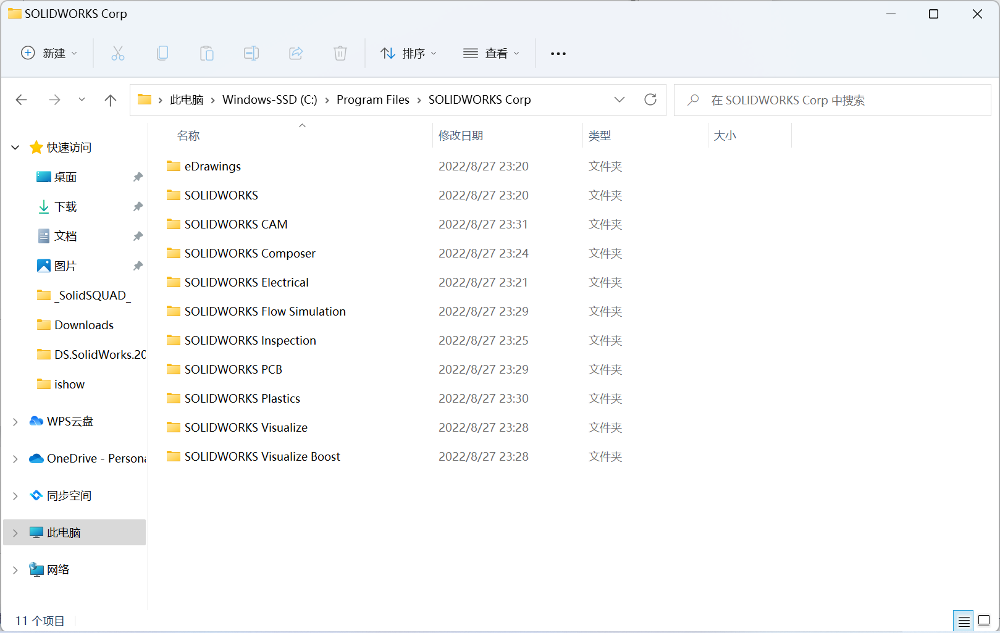 SOLIDWORKS Corp
新建
排序
查看
此电脑 › Windows-SSD (C:) › Program Files › SOLIDWORKS Corp
在 SOLIDWORKS Corp 中搜索
名称 修改日期 类型 大小
快速访问
桌面
下载
文档
图片
_SolidSQUAD_
Downloads
DS.SolidWorks.20
ishow
WPS云盘
OneDrive - Persona
同步空间
此电脑
网络
eDrawings 2022/8/27 23:20 文件夹
SOLIDWORKS 2022/8/27 23:20 文件夹
SOLIDWORKS CAM 2022/8/27 23:31 文件夹
SOLIDWORKS Composer 2022/8/27 23:24 文件夹
SOLIDWORKS Electrical 2022/8/27 23:21 文件夹
SOLIDWORKS Flow Simulation 2022/8/27 23:29 文件夹
SOLIDWORKS Inspection 2022/8/27 23:25 文件夹
SOLIDWORKS PCB 2022/8/27 23:29 文件夹
SOLIDWORKS Plastics 2022/8/27 23:30 文件夹
SOLIDWORKS Visualize 2022/8/27 23:28 文件夹
SOLIDWORKS Visualize Boost 2022/8/27 23:28 文件夹
11 个项目